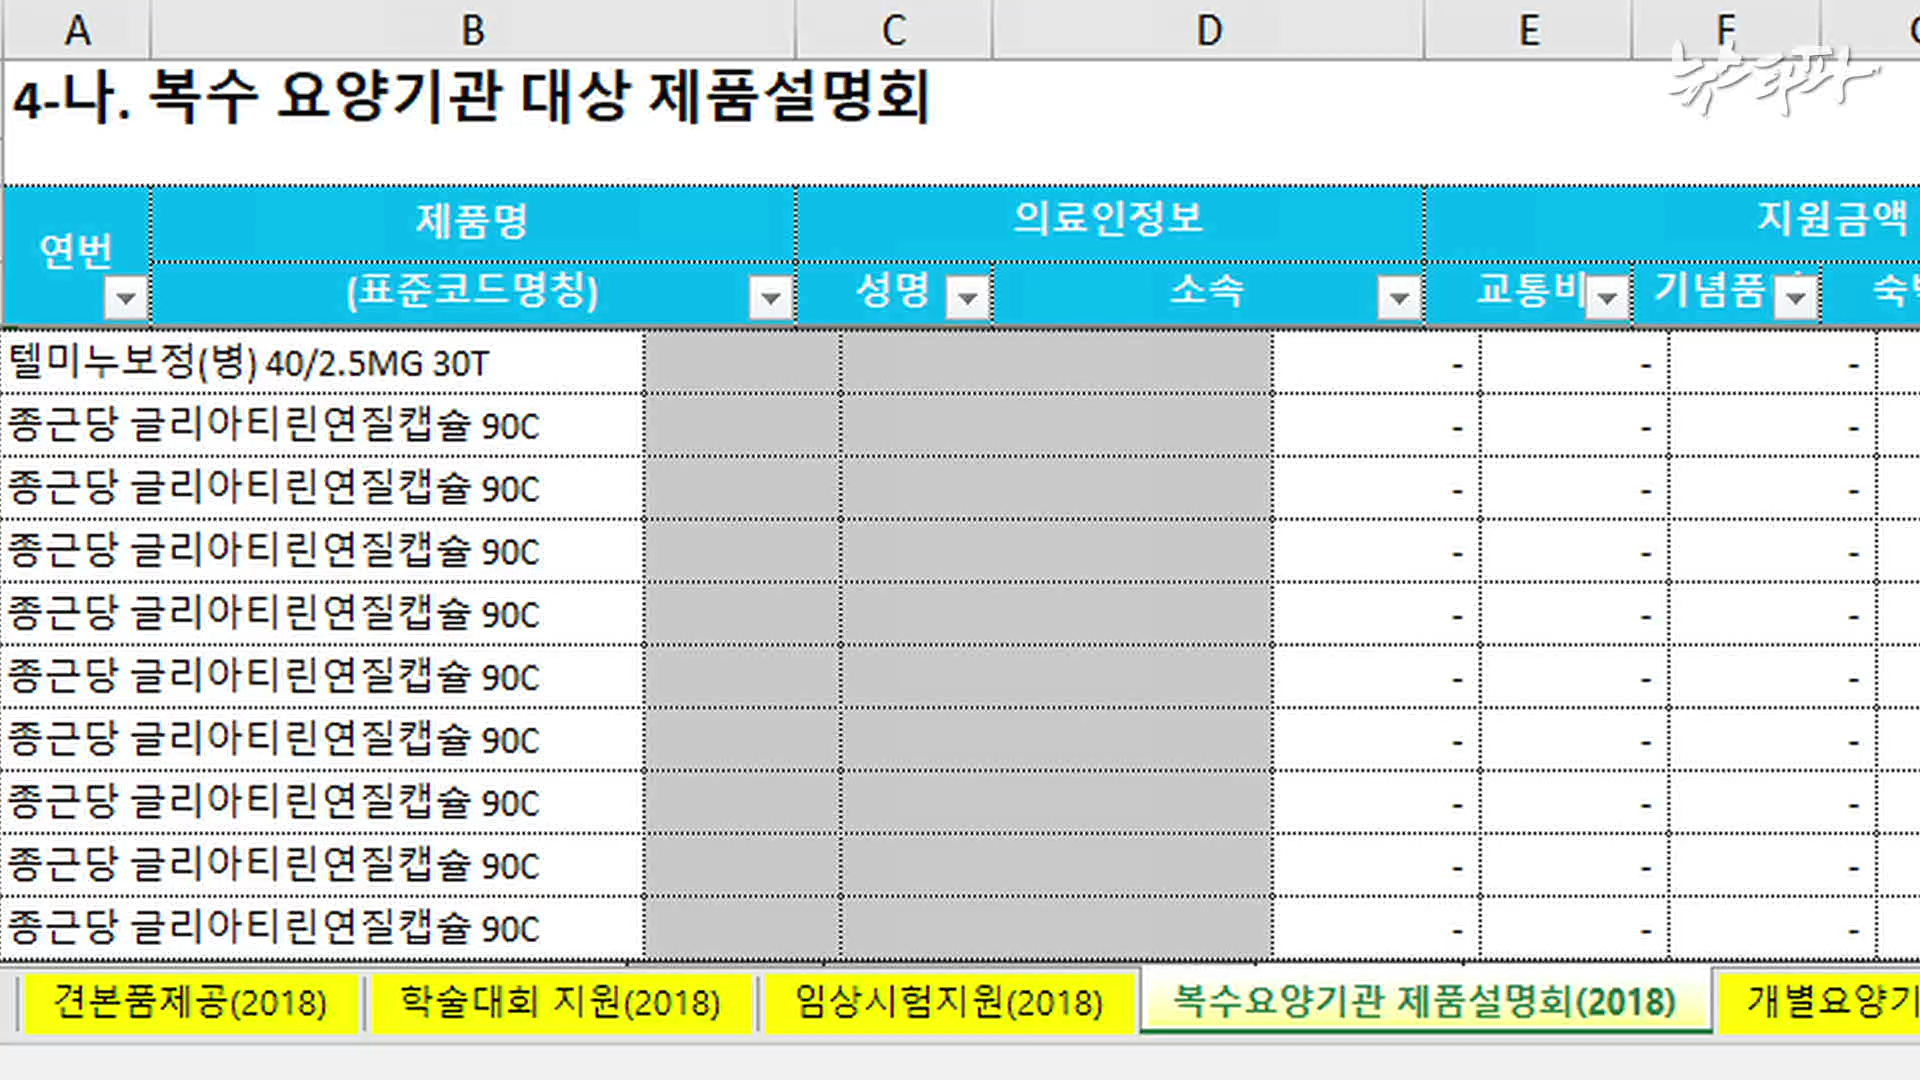 A B C D E F
뉴스타파
4-나. 복수 요양기관 대상 제품설명회
연번 제품명 의료인정보 지원금액
(표준코드명칭) 성명 소속 교통비 기념품
텔미누보정(병) 40/2.5MG 30T - - -
종근당 글리아티린연질캡슐 90C - - -
종근당 글리아티린연질캡슐 90C - - -
종근당 글리아티린연질캡슐 90C - - -
종근당 글리아티린연질캡슐 90C - - -
종근당 글리아티린연질캡슐 90C - - -
종근당 글리아티린연질캡슐 90C - - -
종근당 글리아티린연질캡슐 90C - - -
종근당 글리아티린연질캡슐 90C - - -
종근당 글리아티린연질캡슐 90C - - -
견본품제공(2018) 학술대회 지원(2018) 임상시험지원(2018) 복수요양기관 제품설명회(2018) 개별요양기